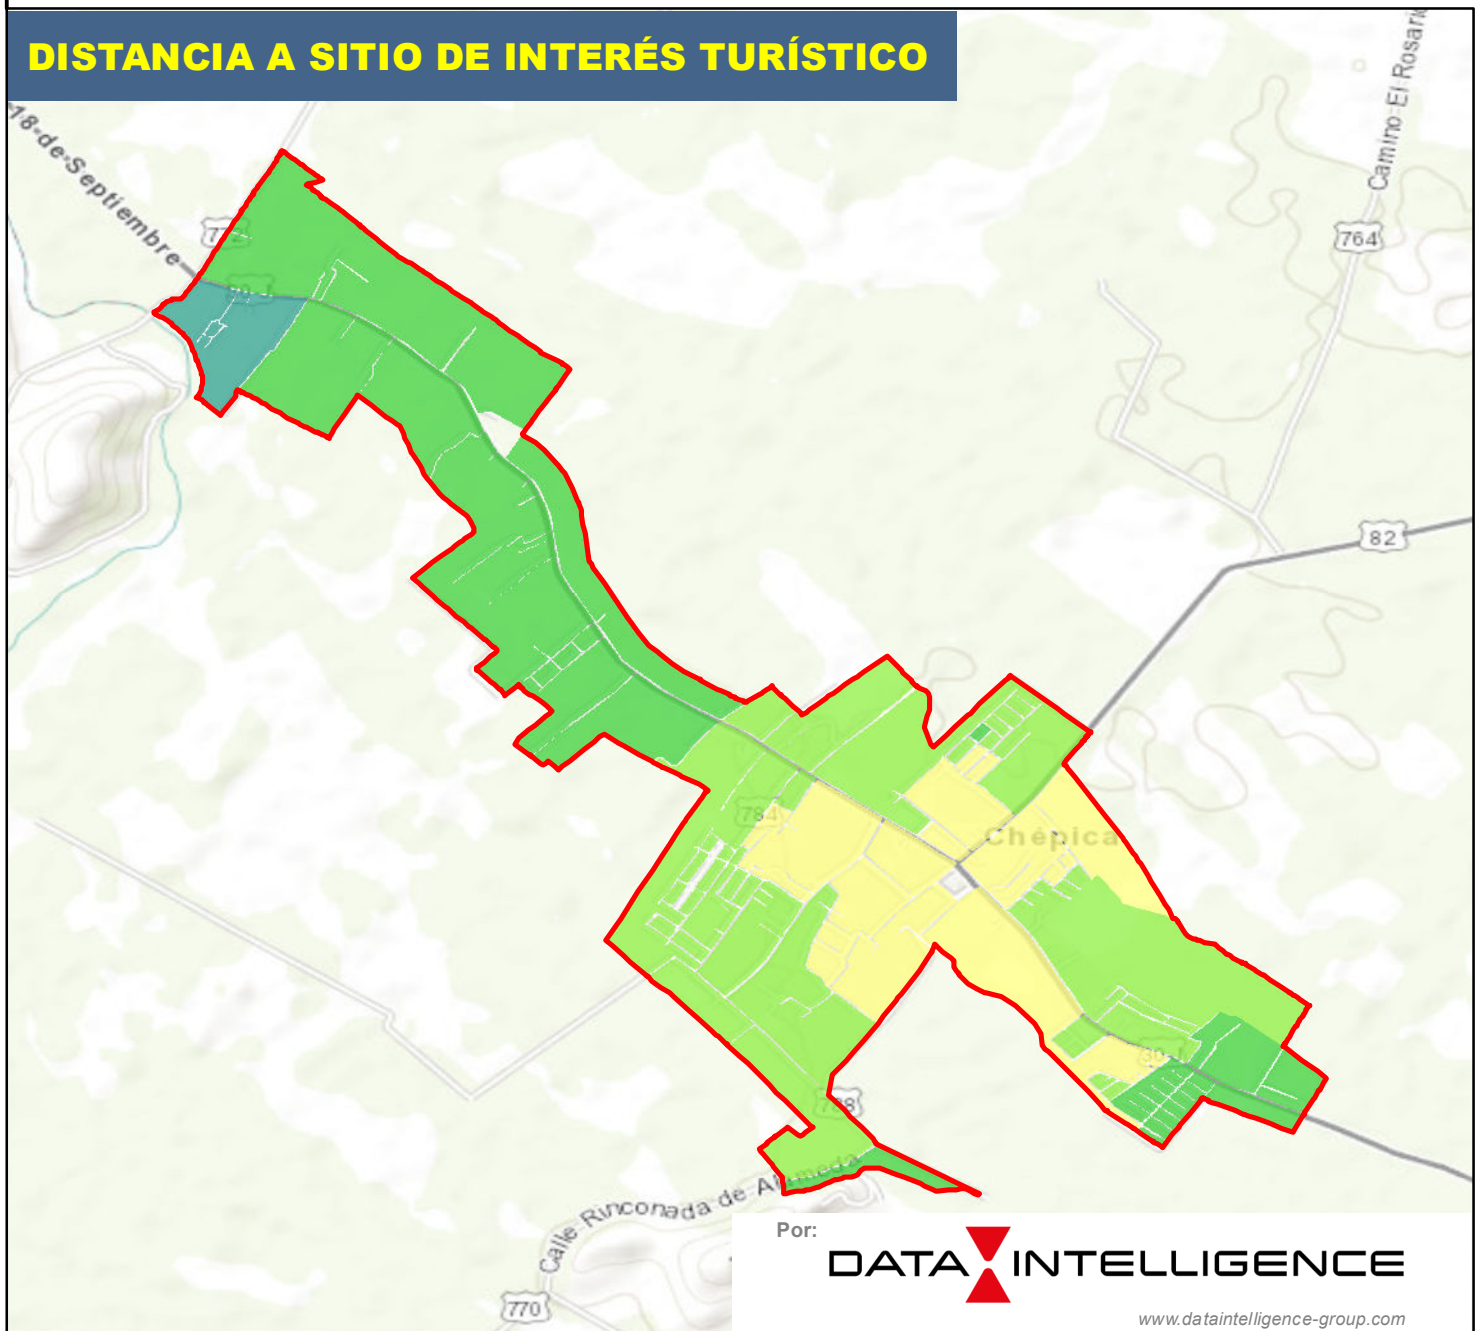 DISTANCIA A SITIO DE INTERÉS TURÍSTICO
18-de-Septiembre
Camino El Rosario
764
82
784
Chépica
Calle Rinconada de Alameda
770
Por:
DATA INTELLIGENCE
www.dataintelligence-group.com